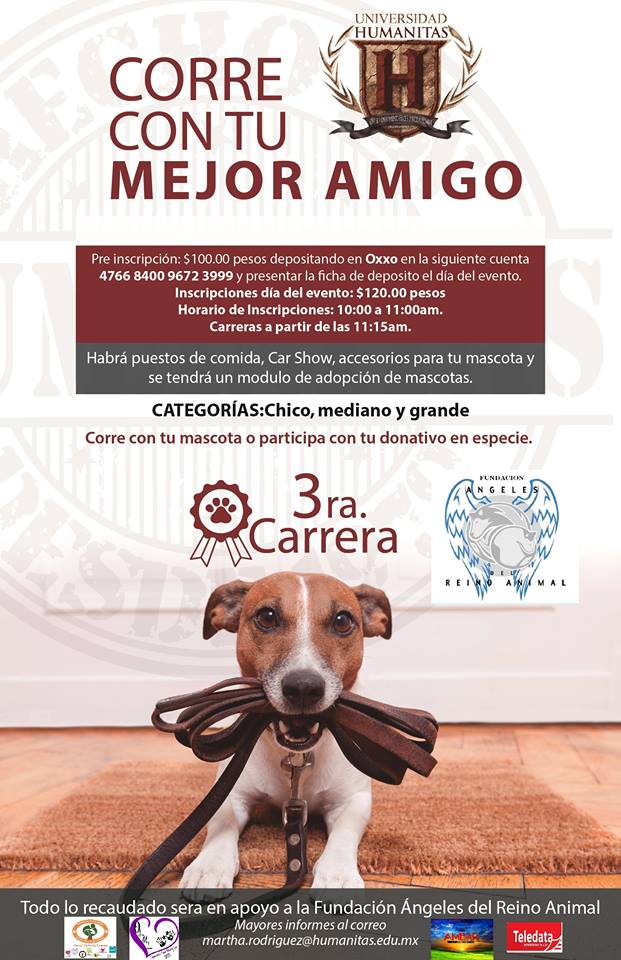 UNIVERSIDAD
HUMANITAS
H
CORRE
CON TU
MEJOR AMIGO
Pre inscripción: $100.00 pesos depositando en Oxxo en la siguiente cuenta
4766 8400 9672 3999 y presentar la ficha de deposito el día del evento.
Inscripciones día del evento: $120.00 pesos
Horario de Inscripciones: 10:00 a 11:00am.
Carreras a partir de las 11:15am.
Habrá puestos de comida, Car Show, accesorios para tu mascota y
se tendrá un modulo de adopción de mascotas.
CATEGORÍAS:Chico, mediano y grande
Corre con tu mascota o participa con tu donativo en especie.
3ra.
Carrera
FUNDACION
ANGELES
DEL
REINO ANIMAL
Todo lo recaudado sera en apoyo a la Fundación Ángeles del Reino Animal
Mayores informes al correo
martha.rodriguez@humanitas.edu.mx
Teledata